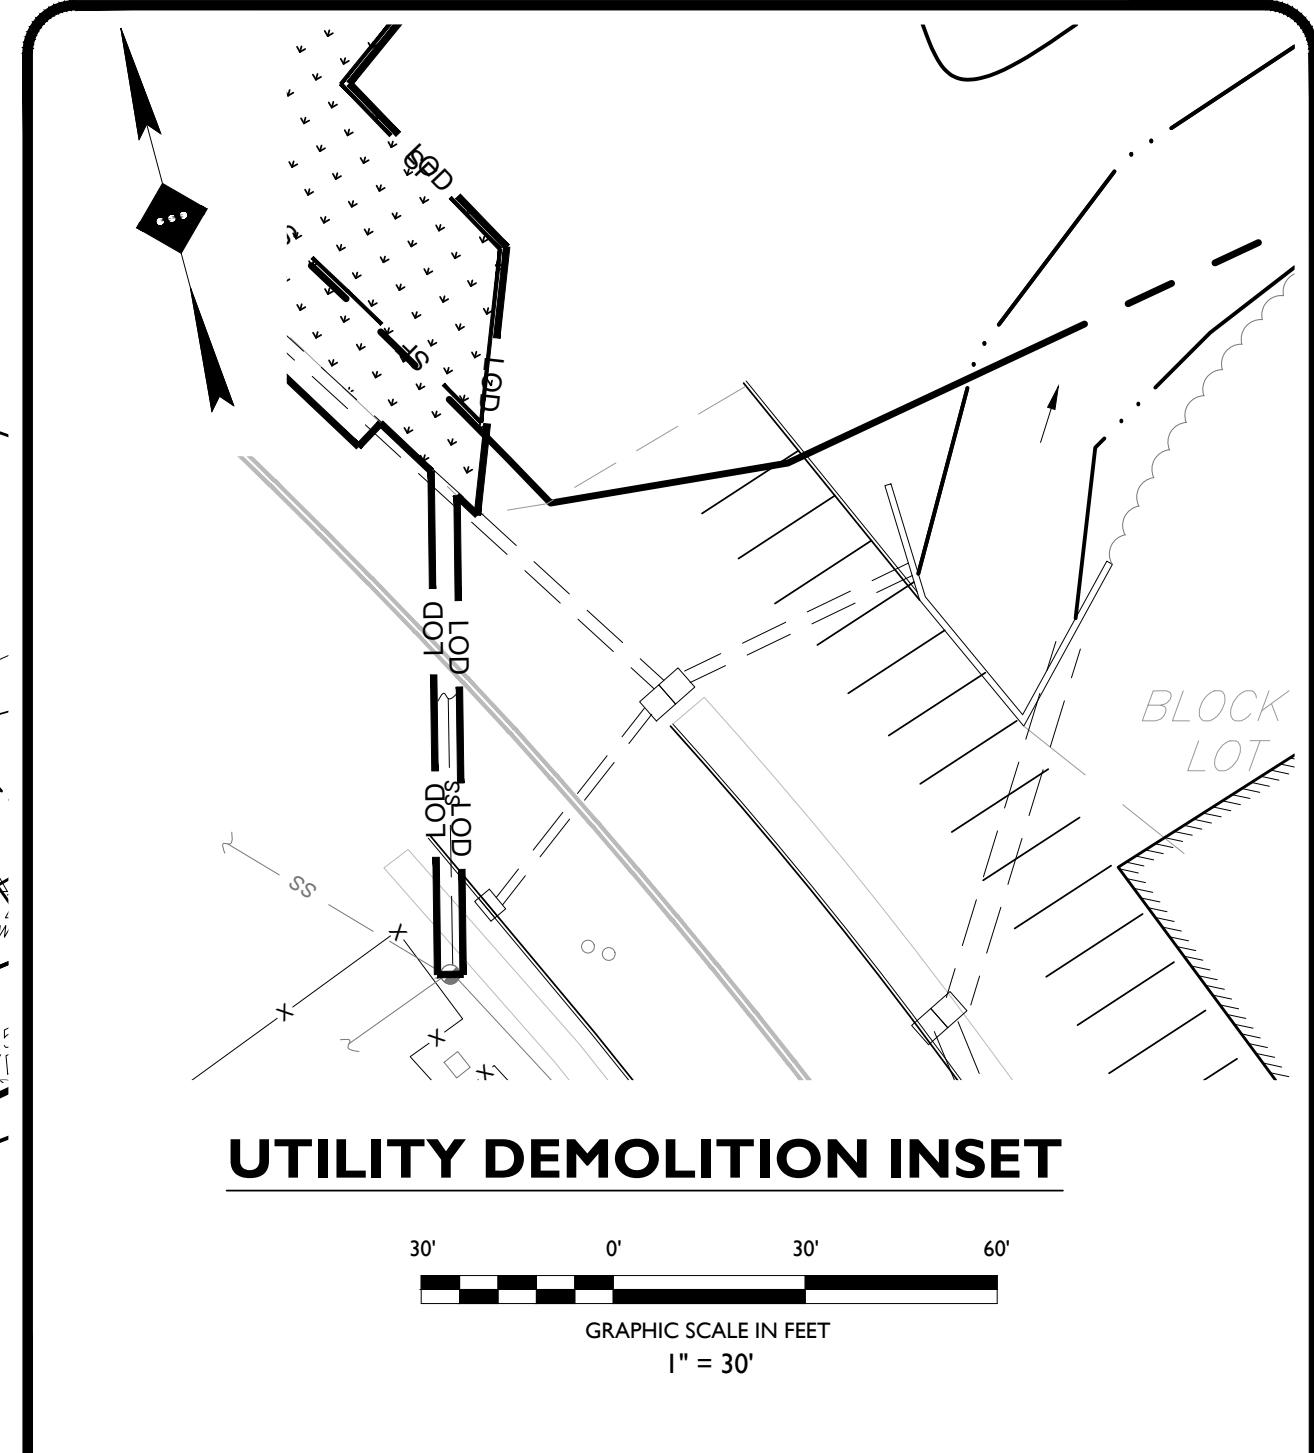 LOD
SF
LOD
LOD
LOD
BLOCK
LOT
SS
LOD
LOD
SS
X
X
X
X
UTILITY DEMOLITION INSET
30' 0' 30' 60'
GRAPHIC SCALE IN FEET
1" = 30'